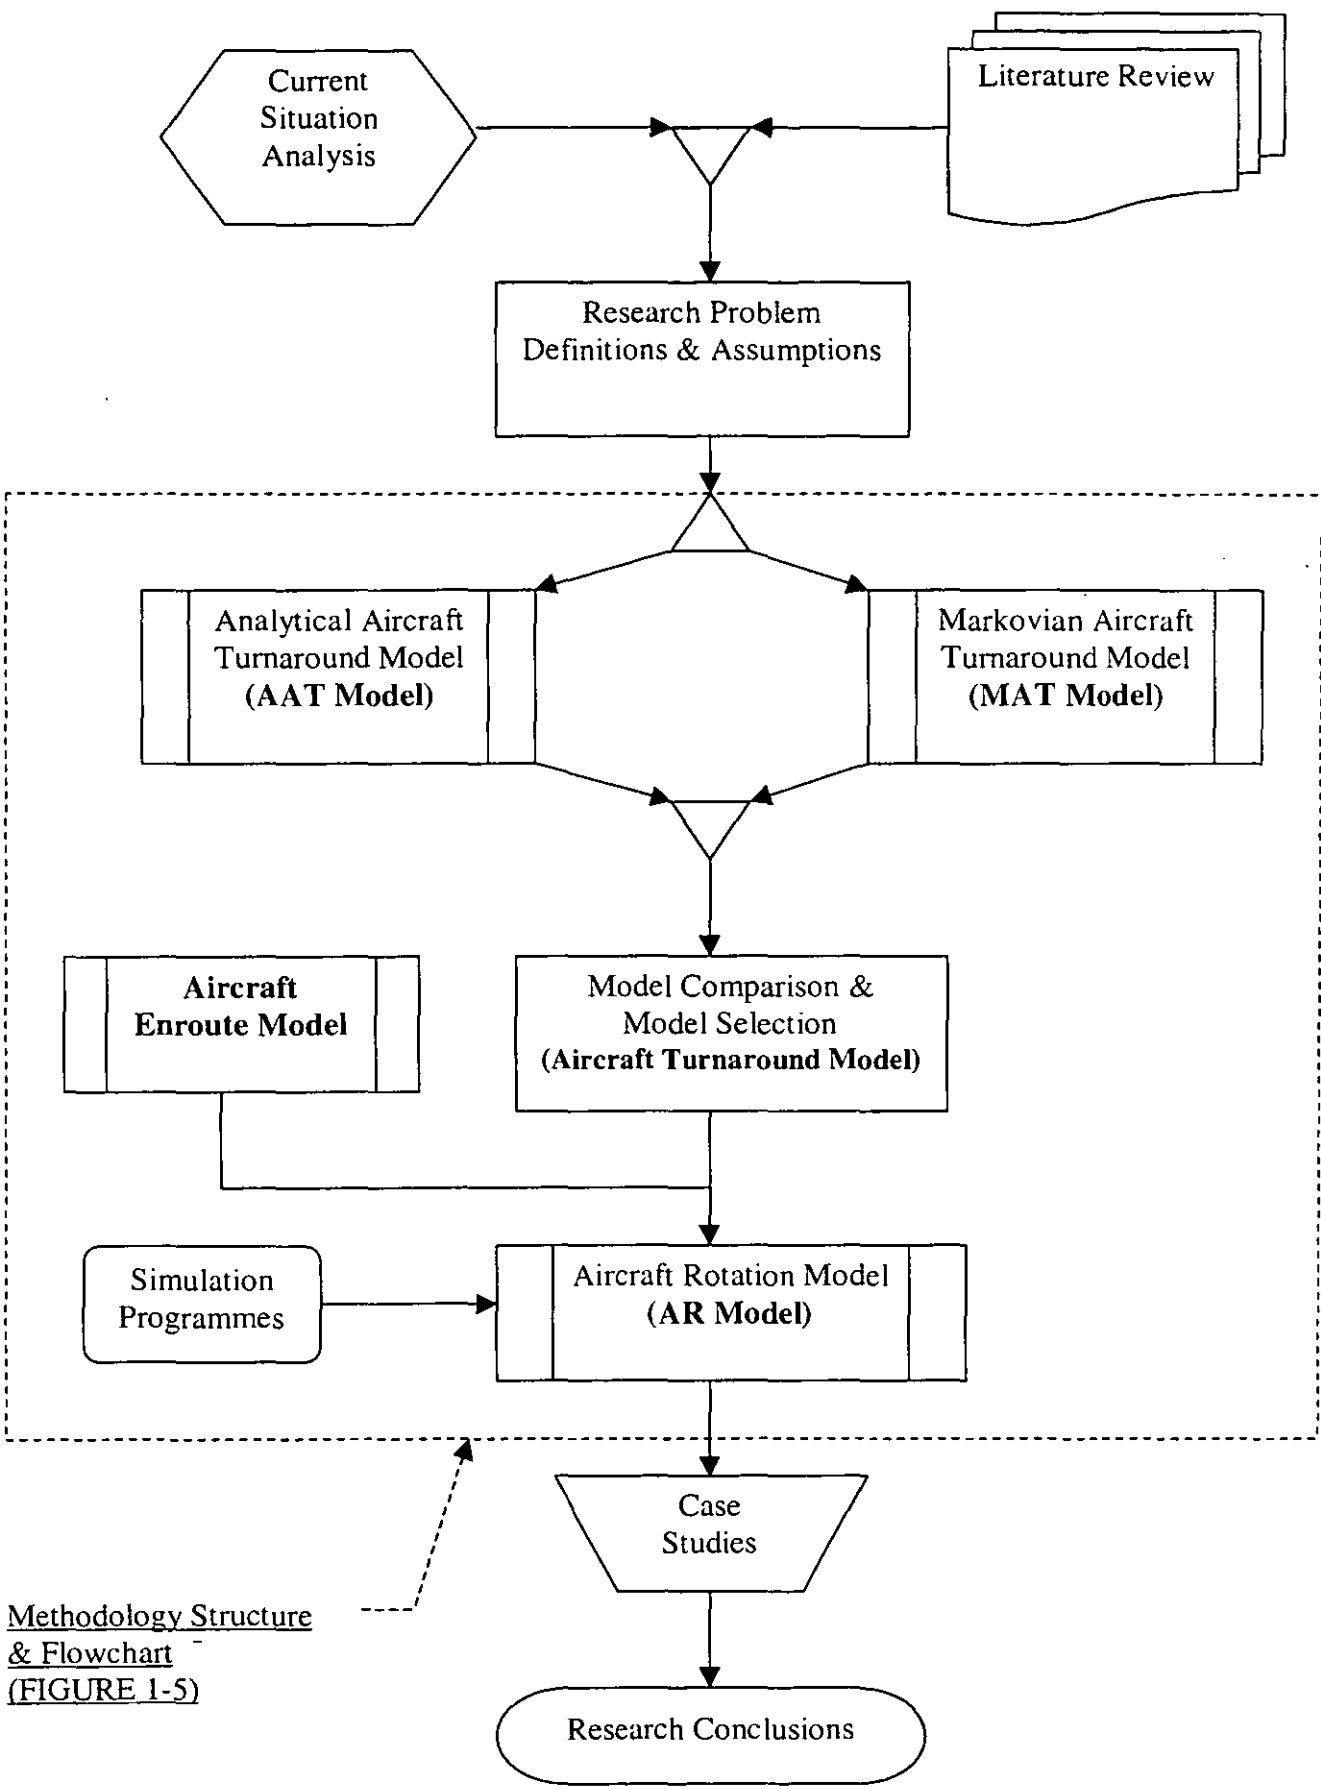 Current
Situation
Analysis
Literature Review
Research Problem
Definitions & Assumptions
Analytical Aircraft
Turnaround Model
(AAT Model)
Markovian Aircraft
Turnaround Model
(MAT Model)
Aircraft
Enroute Model
Model Comparison &
Model Selection
(Aircraft Turnaround Model)
Simulation
Programmes
Aircraft Rotation Model
(AR Model)
Case
Studies
Methodology Structure
& Flowchart
(FIGURE 1-5)
Research Conclusions